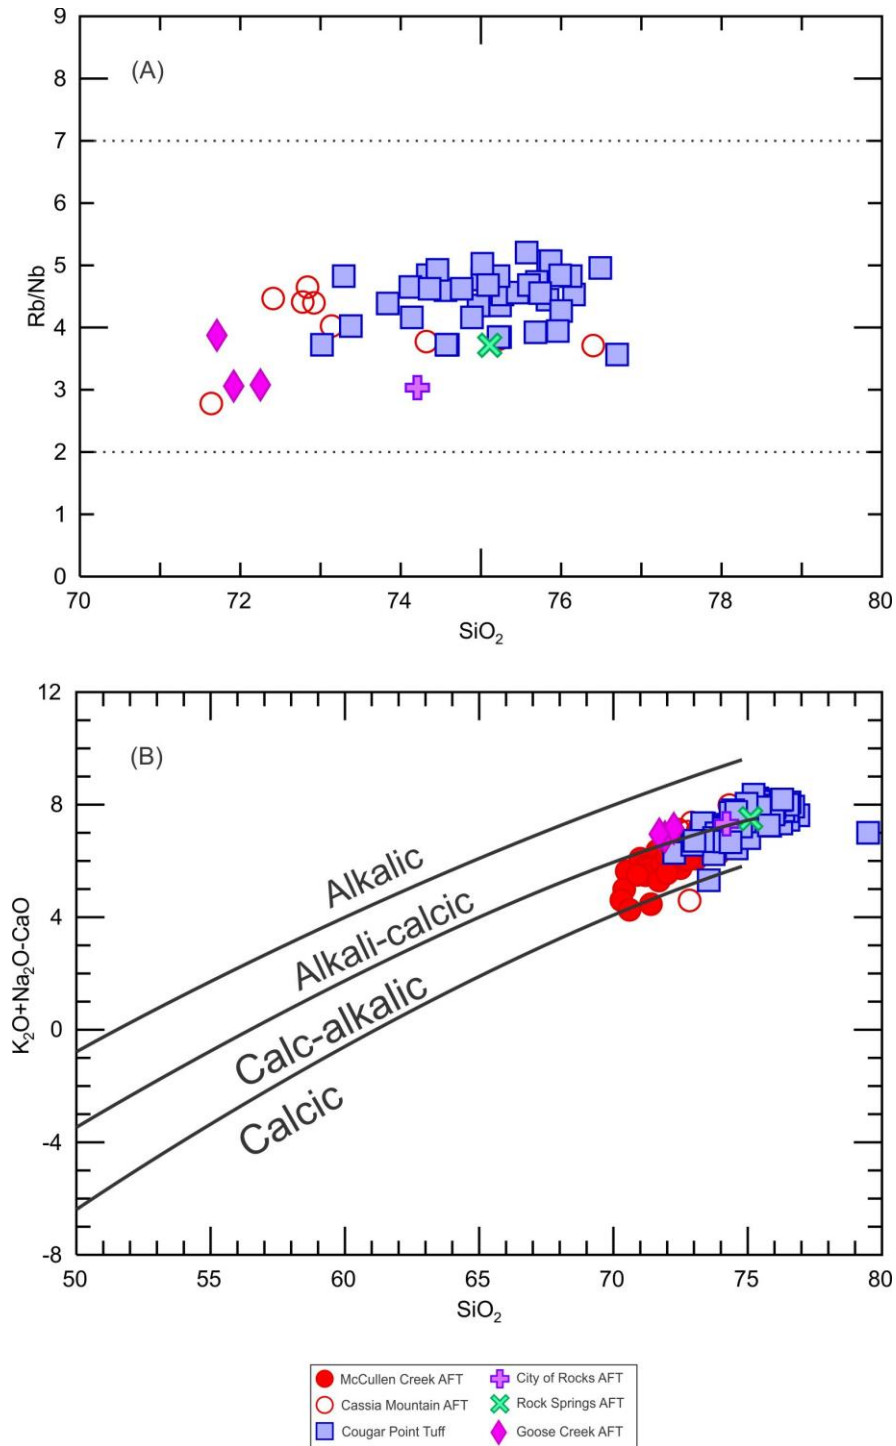 9
8
7
6
5
4
3
2
1
0
(A)
Rb/Nb
70 72 74 76 78 80
SiO₂
12
8
4
0
-4
-8
(B)
K₂O+Na₂O-CaO
Alkalic
Alkali-calcic
Calc-alkalic
Calcic
50 55 60 65 70 75 80
SiO₂
McCullen Creek AFT City of Rocks AFT
Cassia Mountain AFT Rock Springs AFT
Cougar Point Tuff Goose Creek AFT